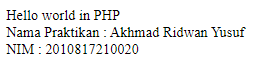 Hello world in PHP
Nama Praktikan : Akhmad Ridwan Yusuf
NIM : 2010817210020